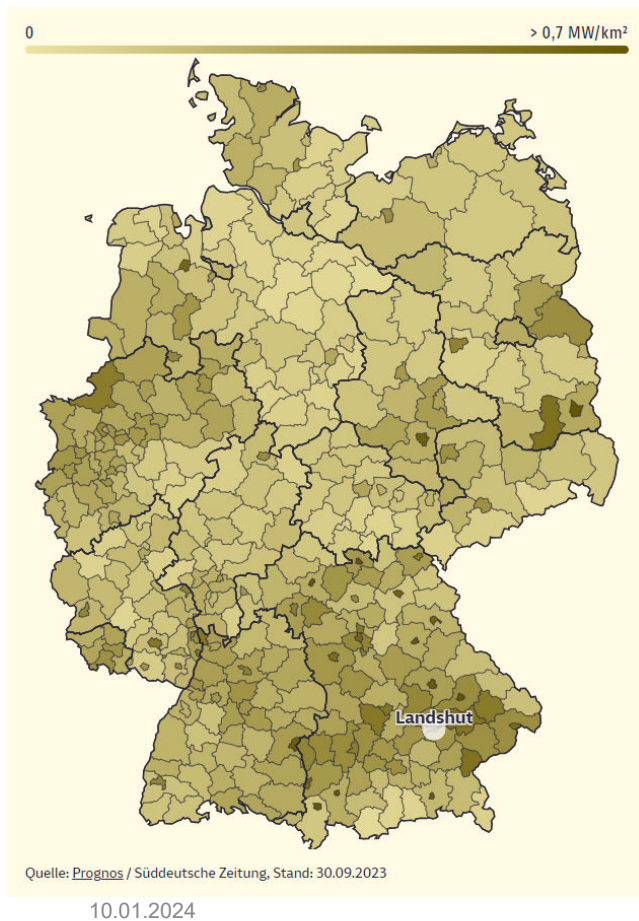 0
> 0,7 MW/km²
Landshut
Quelle: Prognos / Süddeutsche Zeitung, Stand: 30.09.2023
10.01.2024